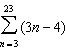 23
∑ (3n − 4)
n = 3